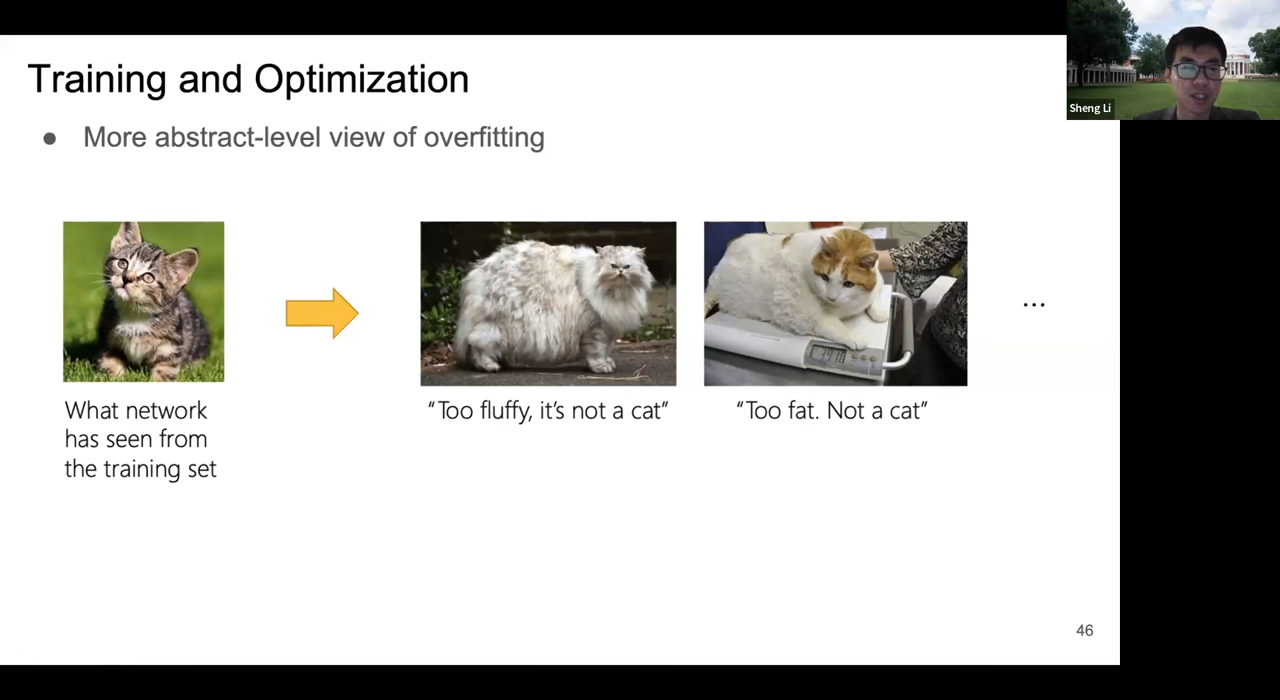 Training and Optimization
Sheng Li
● More abstract-level view of overfitting
...
What network
has seen from
the training set
“Too fluffy, it’s not a cat”
“Too fat. Not a cat”
46